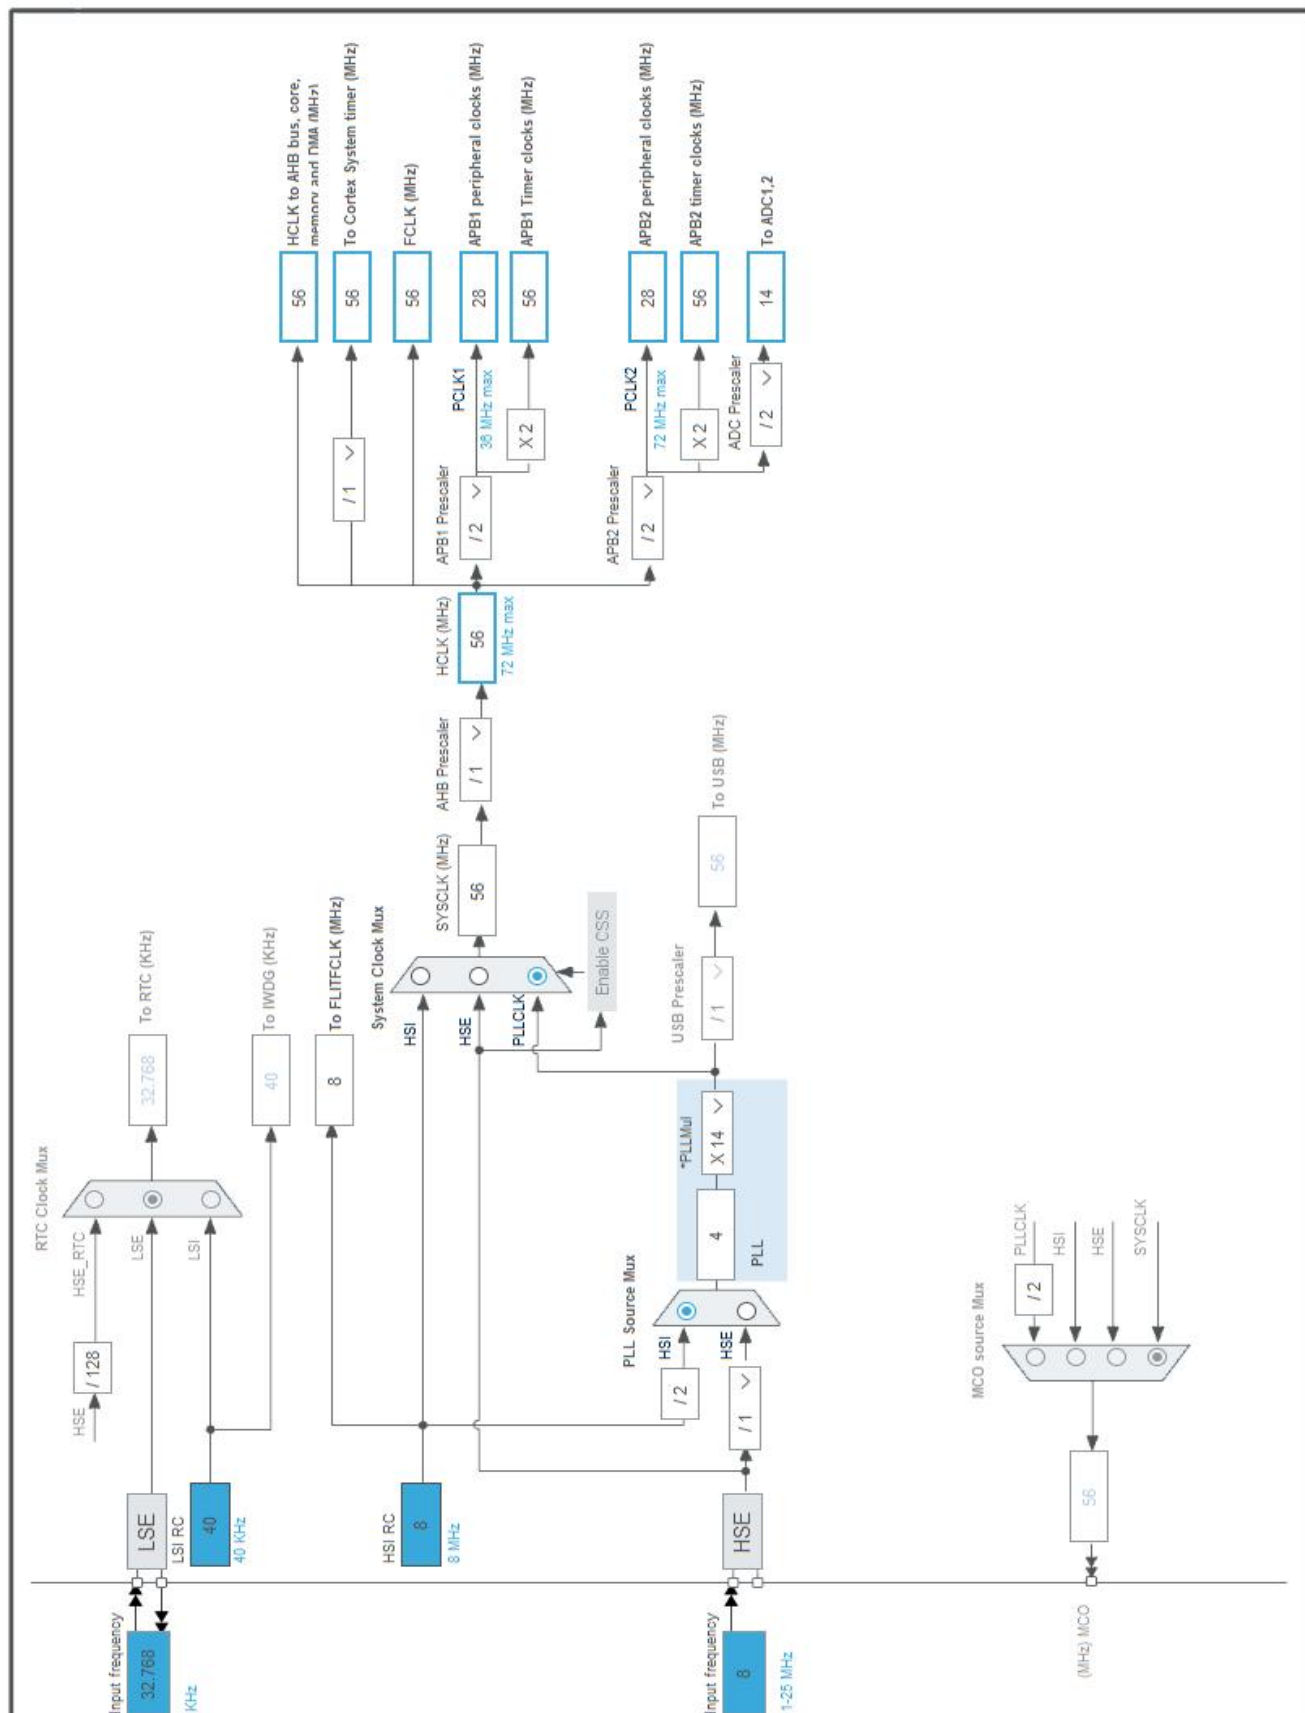 RTC Clock Mux
HSE
/ 128
HSE_RTC
Input frequency
32.768
KHz
LSE
LSE
32.768
To RTC (KHz)
LSI RC
40
40 KHz
LSI
40
To IWDG (KHz)
8
To FLITFCLK (MHz)
HSI RC
8
8 MHz
System Clock Mux
HSI
HSE
PLLCLK
Enable CSS
SYSCLK (MHz)
56
AHB Prescaler
/ 1
HCLK (MHz)
56
72 MHz max
56
HCLK to AHB bus, core,
memory and DMA (MHz)
/ 1
56
To Cortex System timer (MHz)
56
FCLK (MHz)
APB1 Prescaler
/ 2
PCLK1
36 MHz max
28
APB1 peripheral clocks (MHz)
X 2
56
APB1 Timer clocks (MHz)
APB2 Prescaler
/ 2
PCLK2
72 MHz max
28
APB2 peripheral clocks (MHz)
X 2
56
APB2 timer clocks (MHz)
ADC Prescaler
/ 2
14
To ADC1,2
PLL Source Mux
HSI
/ 2
HSE
/ 1
4
*PLLMul
X 14
PLL
USB Prescaler
/ 1
56
To USB (MHz)
Input frequency
8
1-25 MHz
HSE
MCO source Mux
/ 2
PLLCLK
HSI
HSE
SYSCLK
56
(MHz) MCO